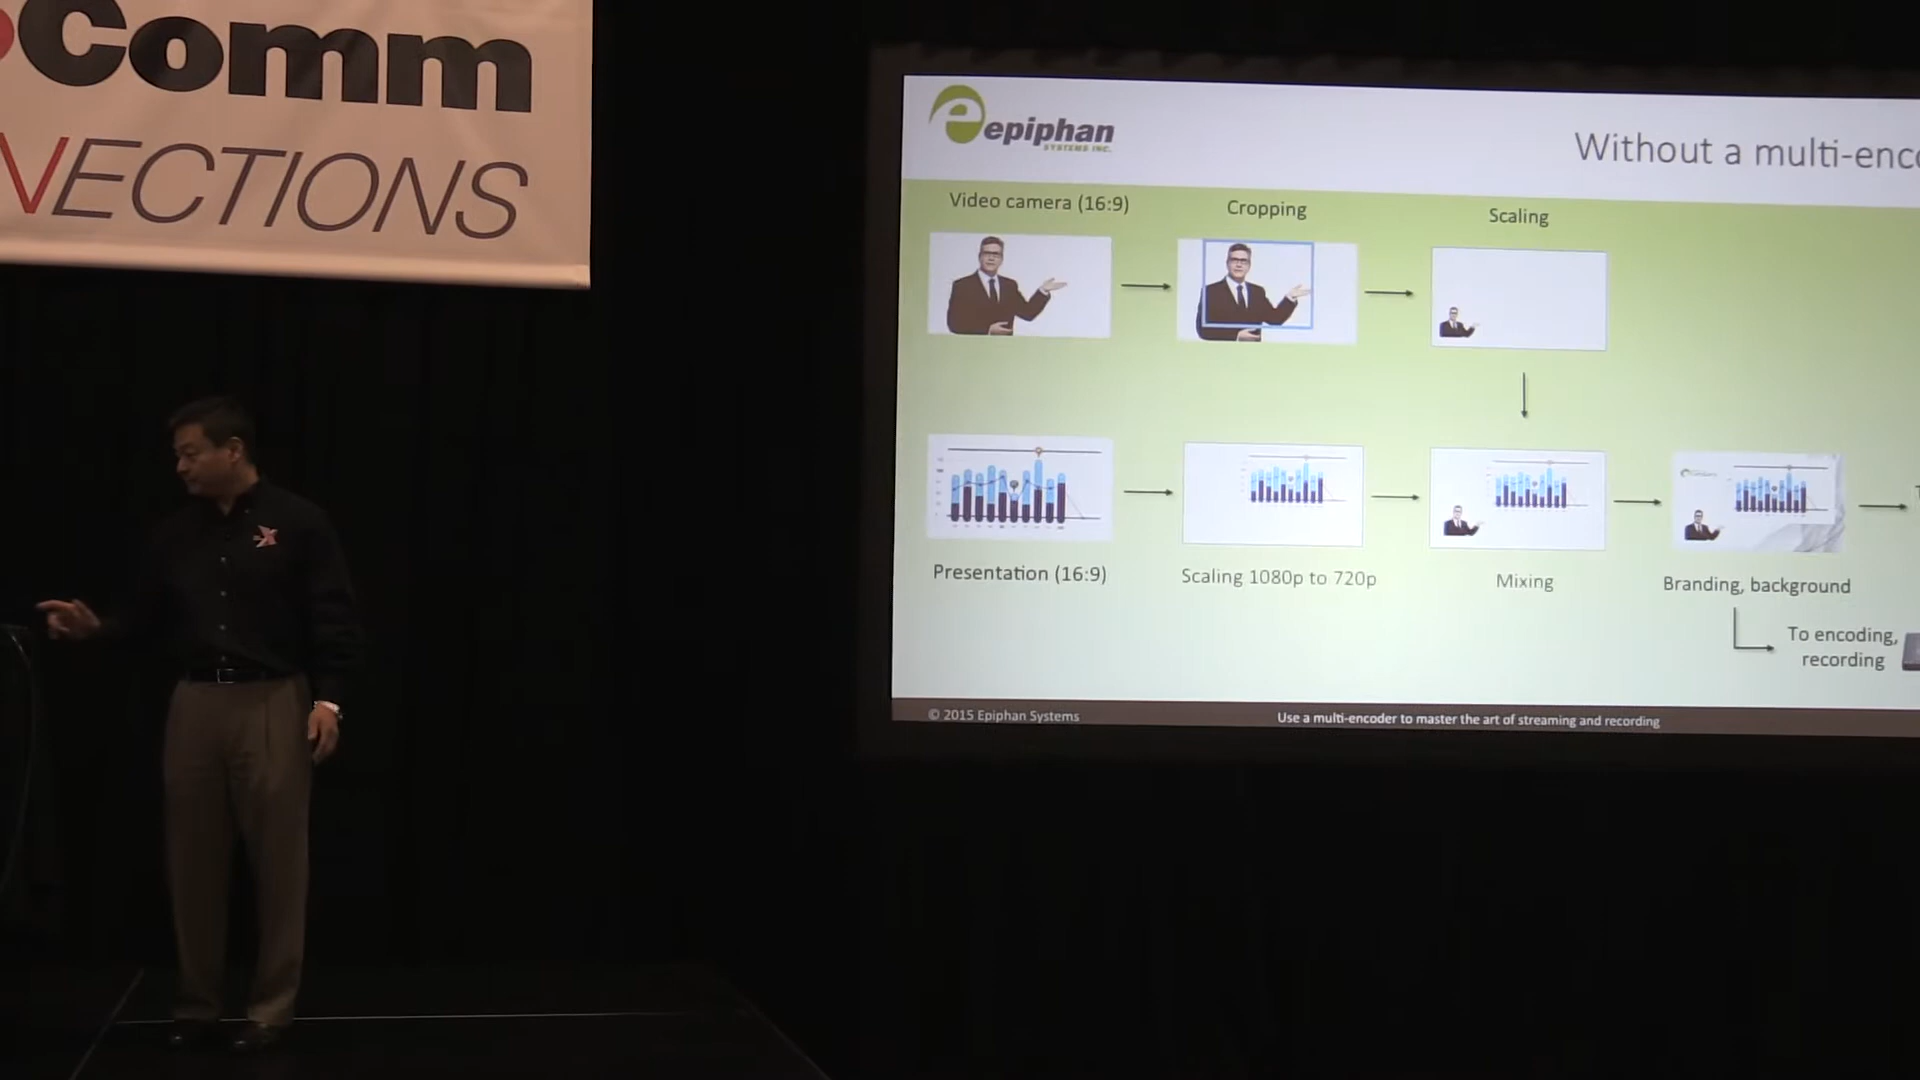 Comm
NECTIONS
epiphan
SYSTEMS INC.
Without a multi-enco
Video camera (16:9)
Cropping
Scaling
Presentation (16:9)
Scaling 1080p to 720p
Mixing
Branding, background
To encoding,
recording
© 2015 Epiphan Systems
Use a multi-encoder to master the art of streaming and recording